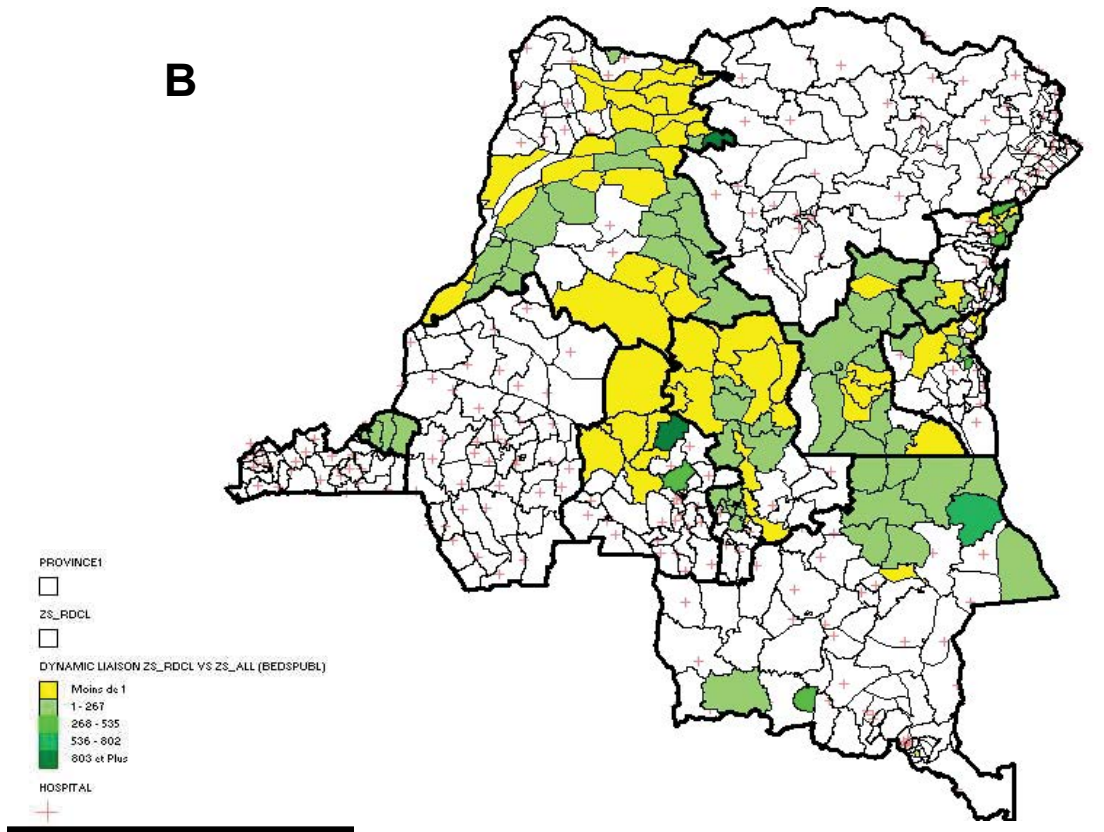 B
PROVINCE1
ZS_RDCL
DYNAMIC LIAISON ZS_RDCL VS ZS_ALL (BEDSPUBL)
Moins de 1
1 - 267
268 - 535
536 - 802
803 et Plus
HOSPITAL